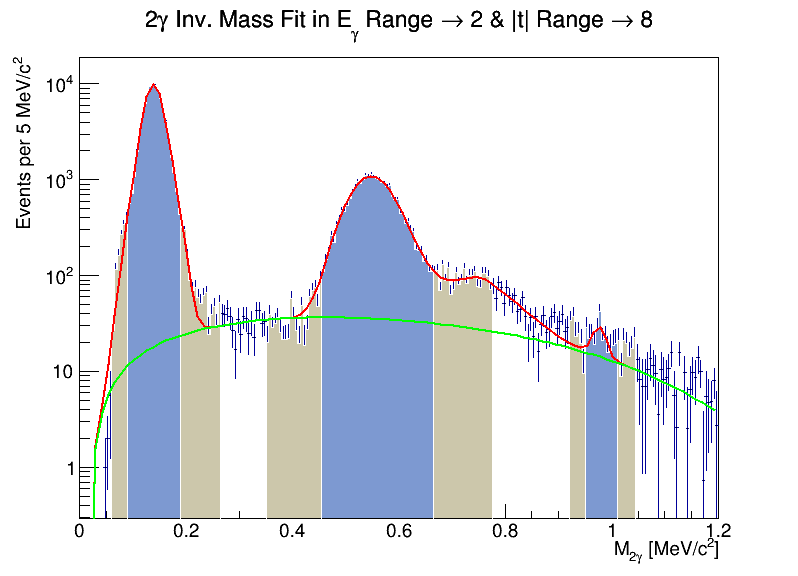 2γ Inv. Mass Fit in Eγ Range → 2 & |t| Range → 8
Events per 5 MeV/c²
10⁴
10³
10²
10
1
0 0.2 0.4 0.6 0.8 1 1.2
M2γ [MeV/c²]